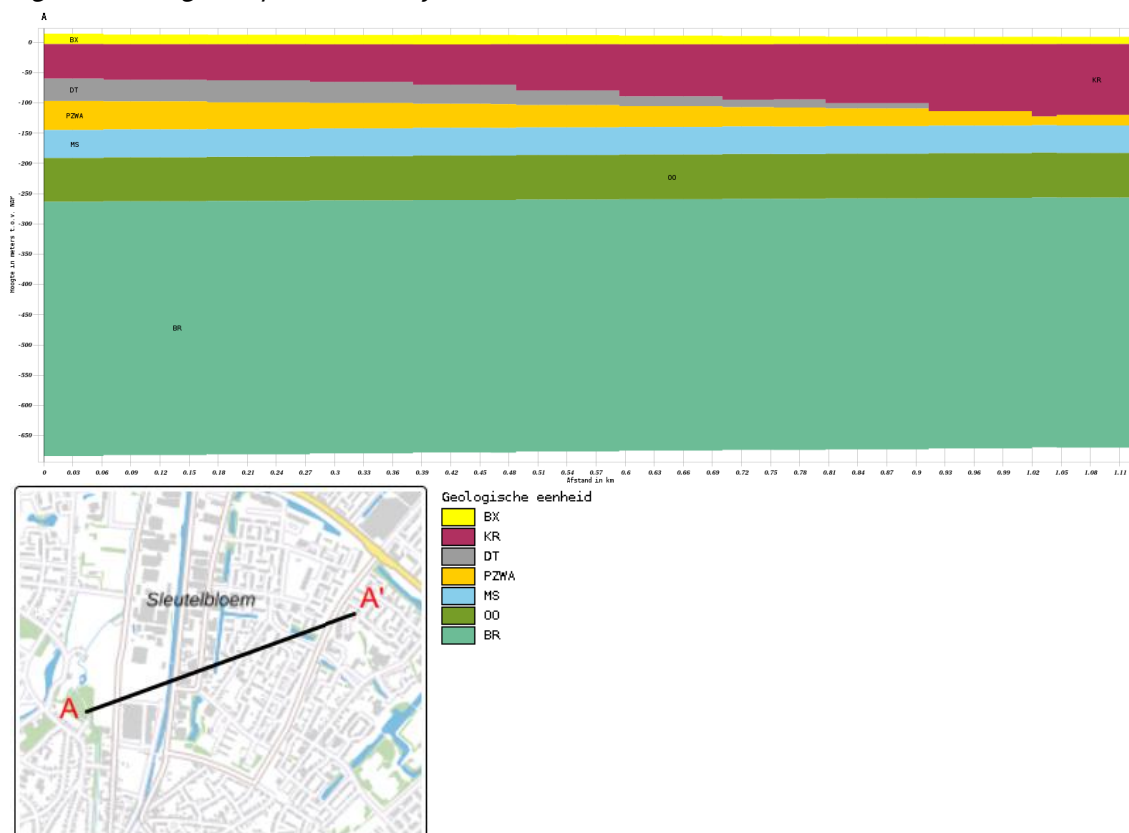 A
BX
0
KR
-50
DT
-100
PZWA
-150
MS
-200
OO
-250
-300
Hoogte in meters t.o.v. NAP
-350
-400
-450
BR
-500
-550
-600
-650
0 0.03 0.06 0.09 0.12 0.15 0.18 0.21 0.24 0.27 0.3 0.33 0.36 0.39 0.42 0.45 0.48 0.51 0.54 0.57 0.6 0.63 0.66 0.69 0.72 0.75 0.78 0.81 0.84 0.87 0.9 0.93 0.96 0.99 1.02 1.05 1.08 1.11
Afstand in km
Geologische eenheid
BX
KR
DT
PZWA
MS
OO
BR
Sleutelbloem
A'
A